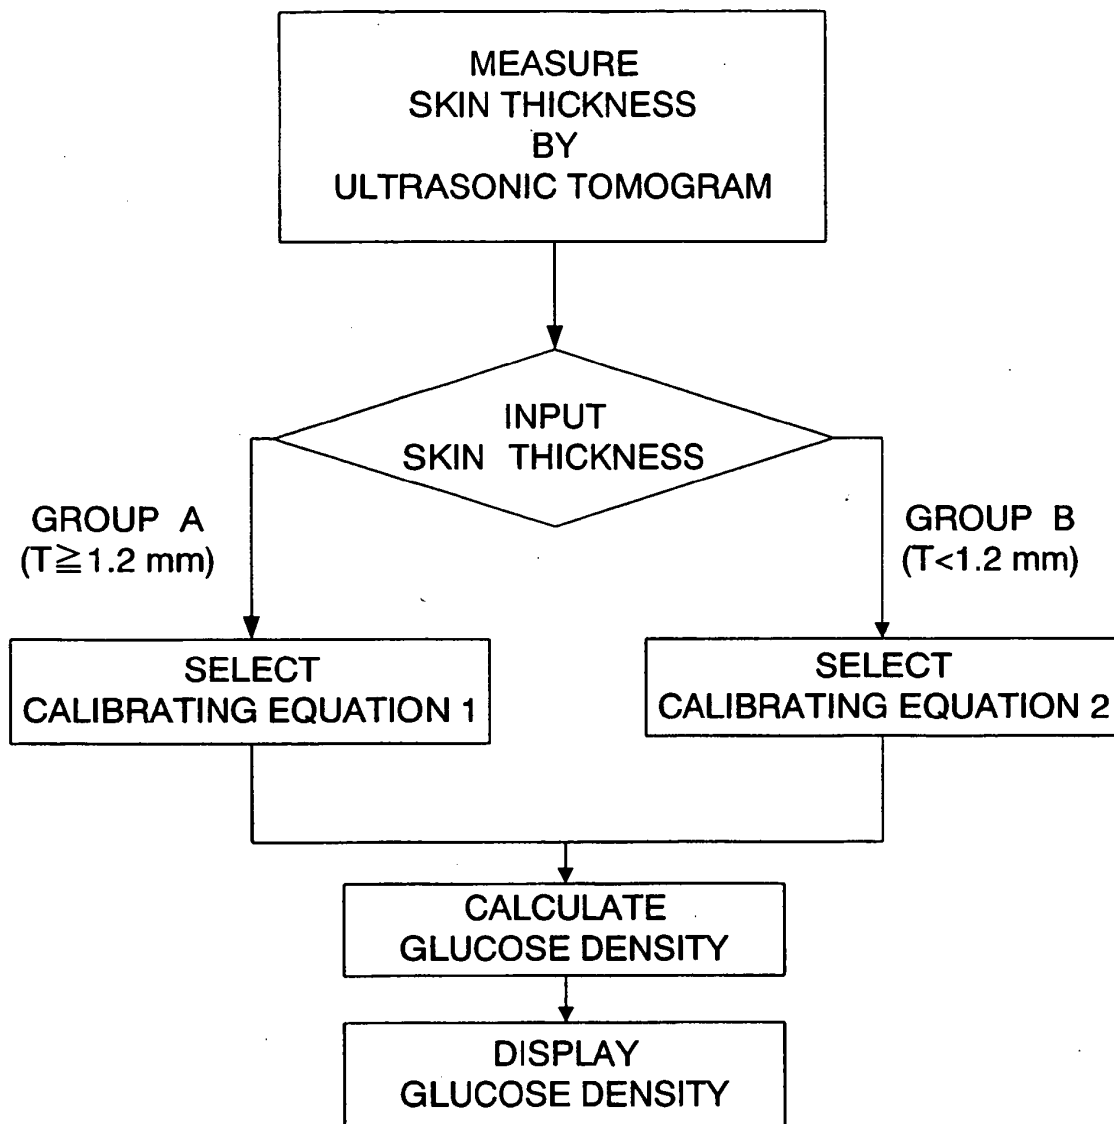 MEASURE
SKIN THICKNESS
BY
ULTRASONIC TOMOGRAM
INPUT
SKIN THICKNESS
GROUP A
(T≧1.2 mm)
GROUP B
(T<1.2 mm)
SELECT
CALIBRATING EQUATION 1
SELECT
CALIBRATING EQUATION 2
CALCULATE
GLUCOSE DENSITY
DISPLAY
GLUCOSE DENSITY